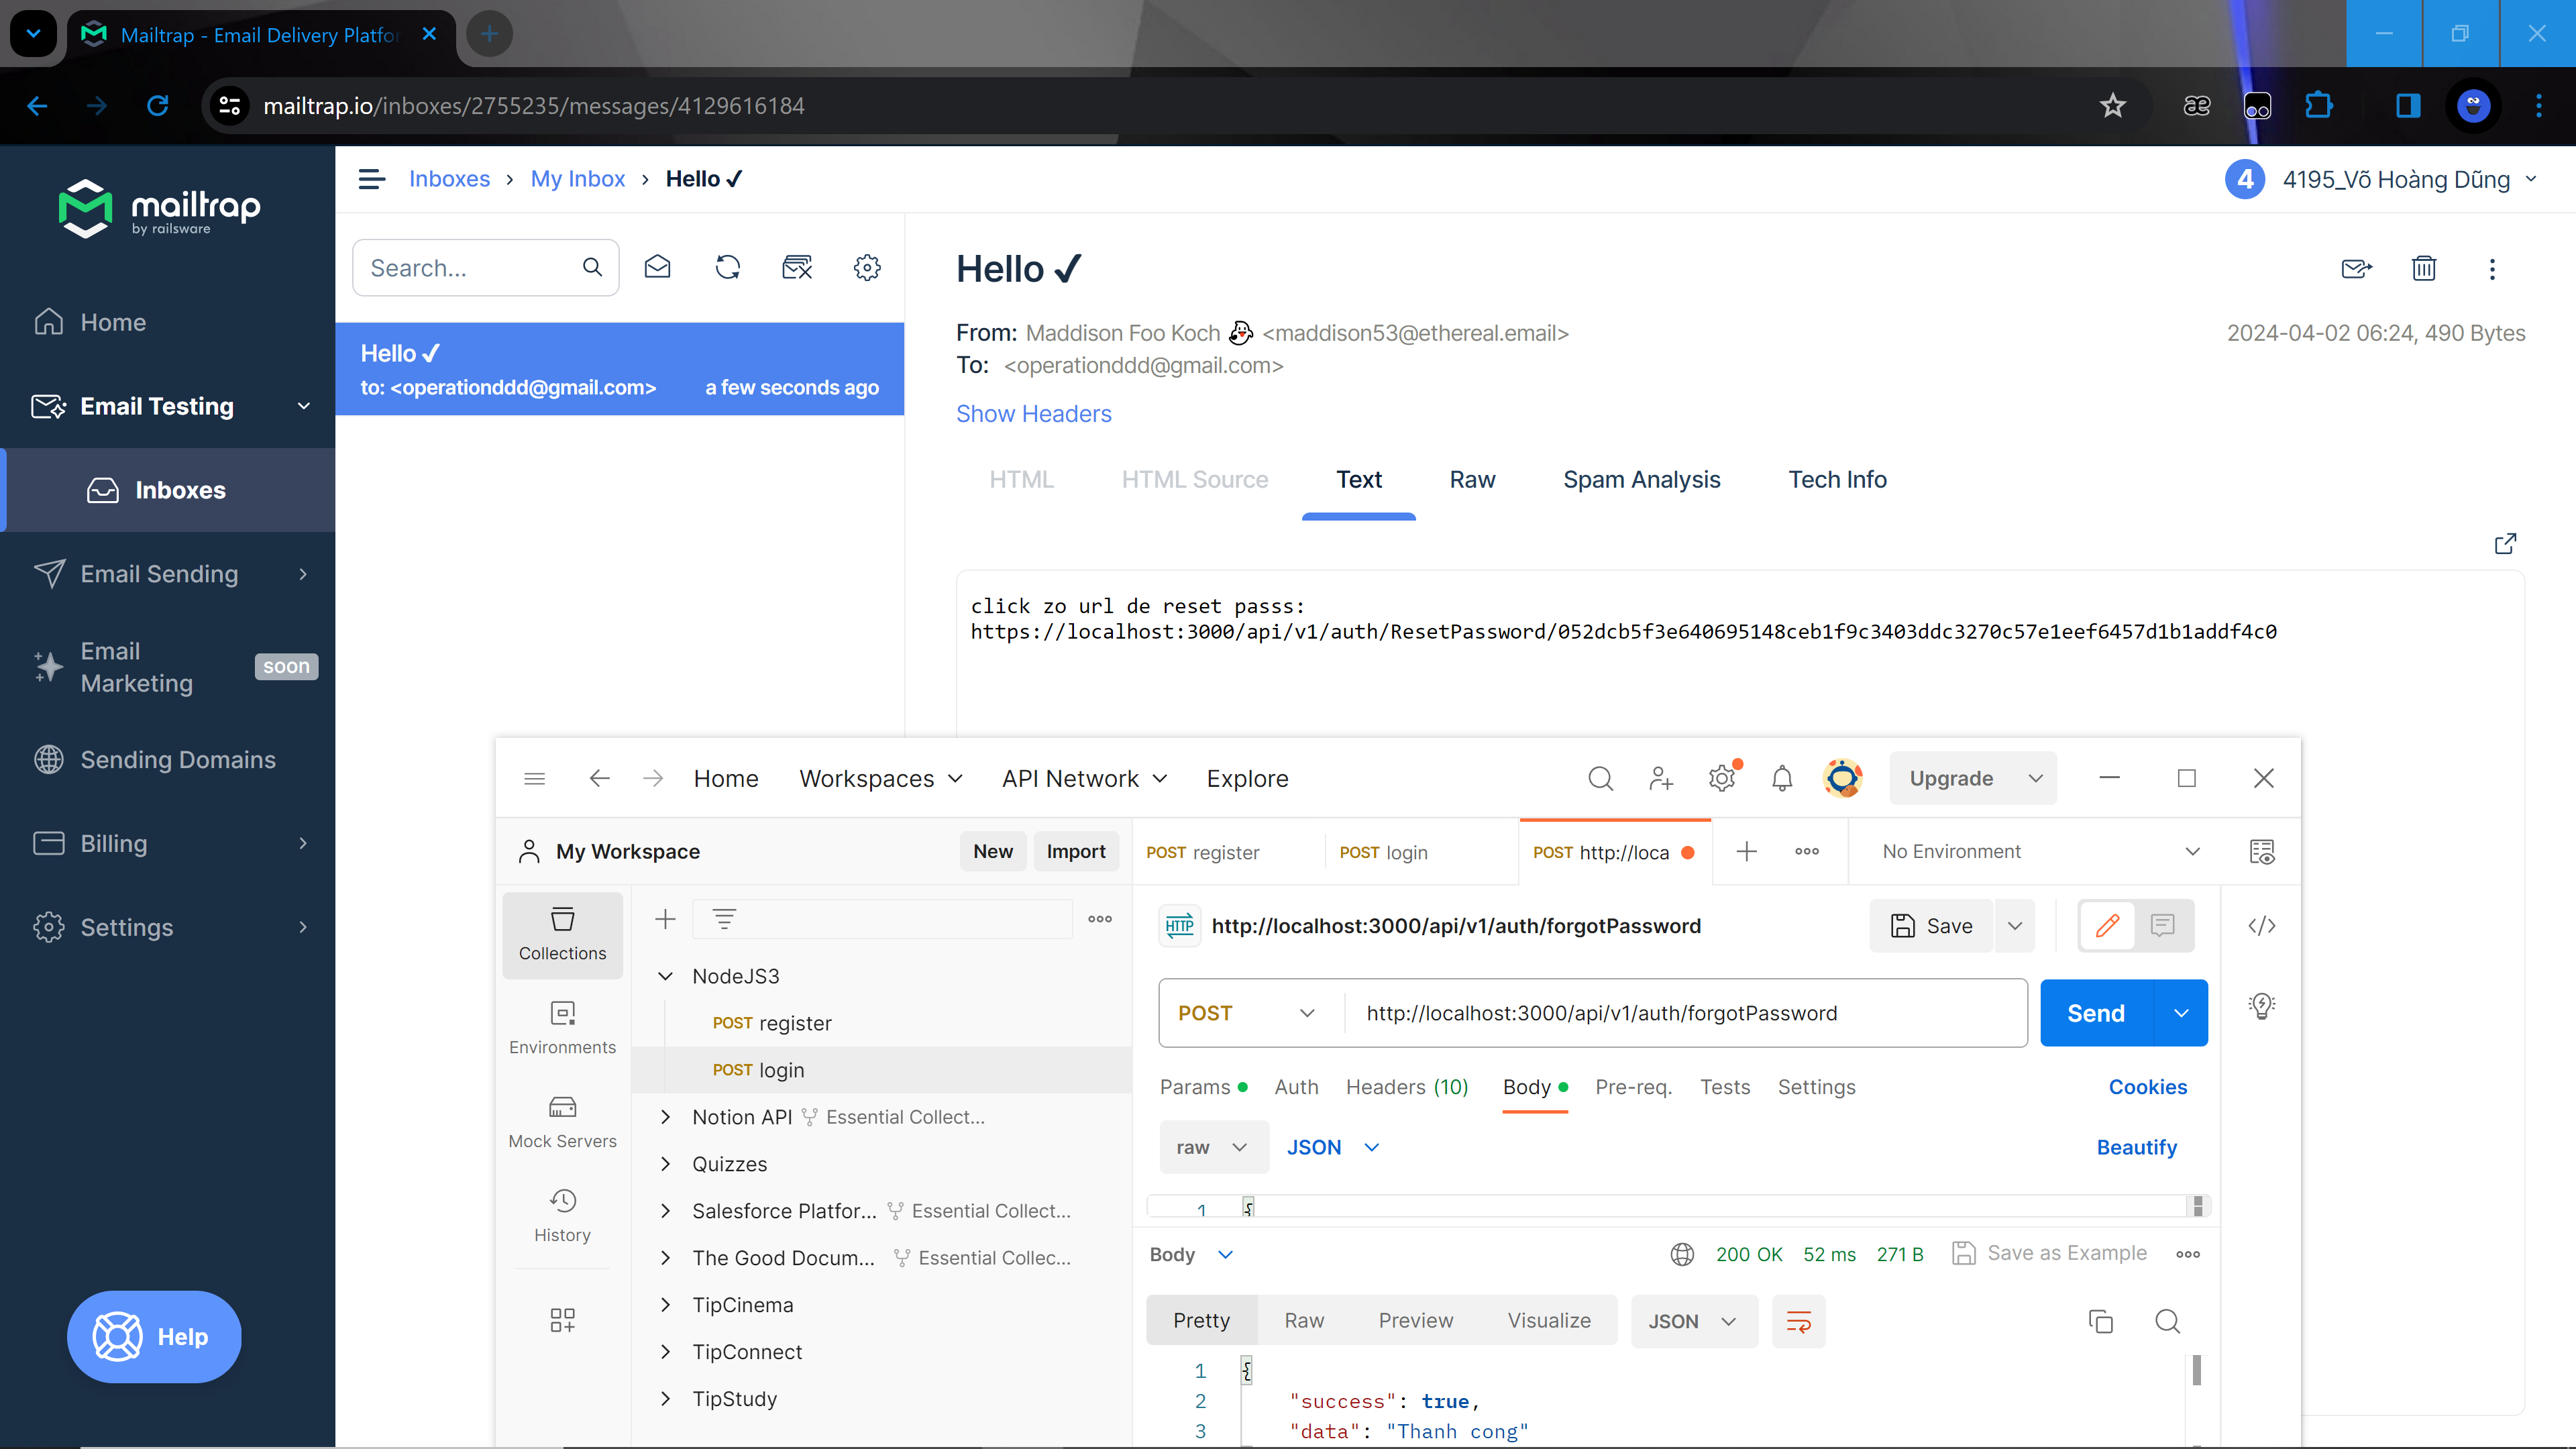 Mailtrap - Email Delivery Platfo
mailtrap.io/inboxes/2755235/messages/4129616184
mailtrap
by railsware
Home
Email Testing
Inboxes
Email Sending
Email
Marketing
soon
Sending Domains
Billing
Settings
Help
Inboxes › My Inbox › Hello ✔
4 4195_Võ Hoàng Dũng
Search...
Hello ✔
to: <operationddd@gmail.com> a few seconds ago
Hello ✔
From: Maddison Foo Koch 👻 <maddison53@ethereal.email>
2024-04-02 06:24, 490 Bytes
To: <operationddd@gmail.com>
Show Headers
HTML HTML Source Text Raw Spam Analysis Tech Info
click zo url de reset passs:
https://localhost:3000/api/v1/auth/ResetPassword/052dcb5f3e640695148ceb1f9c3403ddc3270c57e1eef6457d1b1addf4c0
Home Workspaces API Network Explore
Upgrade
My Workspace New Import
POST register POST login POST http://loca
No Environment
Collections
Environments
Mock Servers
History
NodeJS3
POST register
POST login
Notion API Essential Collect...
Quizzes
Salesforce Platfor... Essential Collect...
The Good Docum... Essential Collec...
TipCinema
TipConnect
TipStudy
HTTP http://localhost:3000/api/v1/auth/forgotPassword
Save
POST http://localhost:3000/api/v1/auth/forgotPassword
Send
Params Auth Headers (10) Body Pre-req. Tests Settings
Cookies
raw JSON
Beautify
1 {
Body
200 OK 52 ms 271 B Save as Example
Pretty Raw Preview Visualize JSON
1 {
2 "success": true,
3 "data": "Thanh cong"